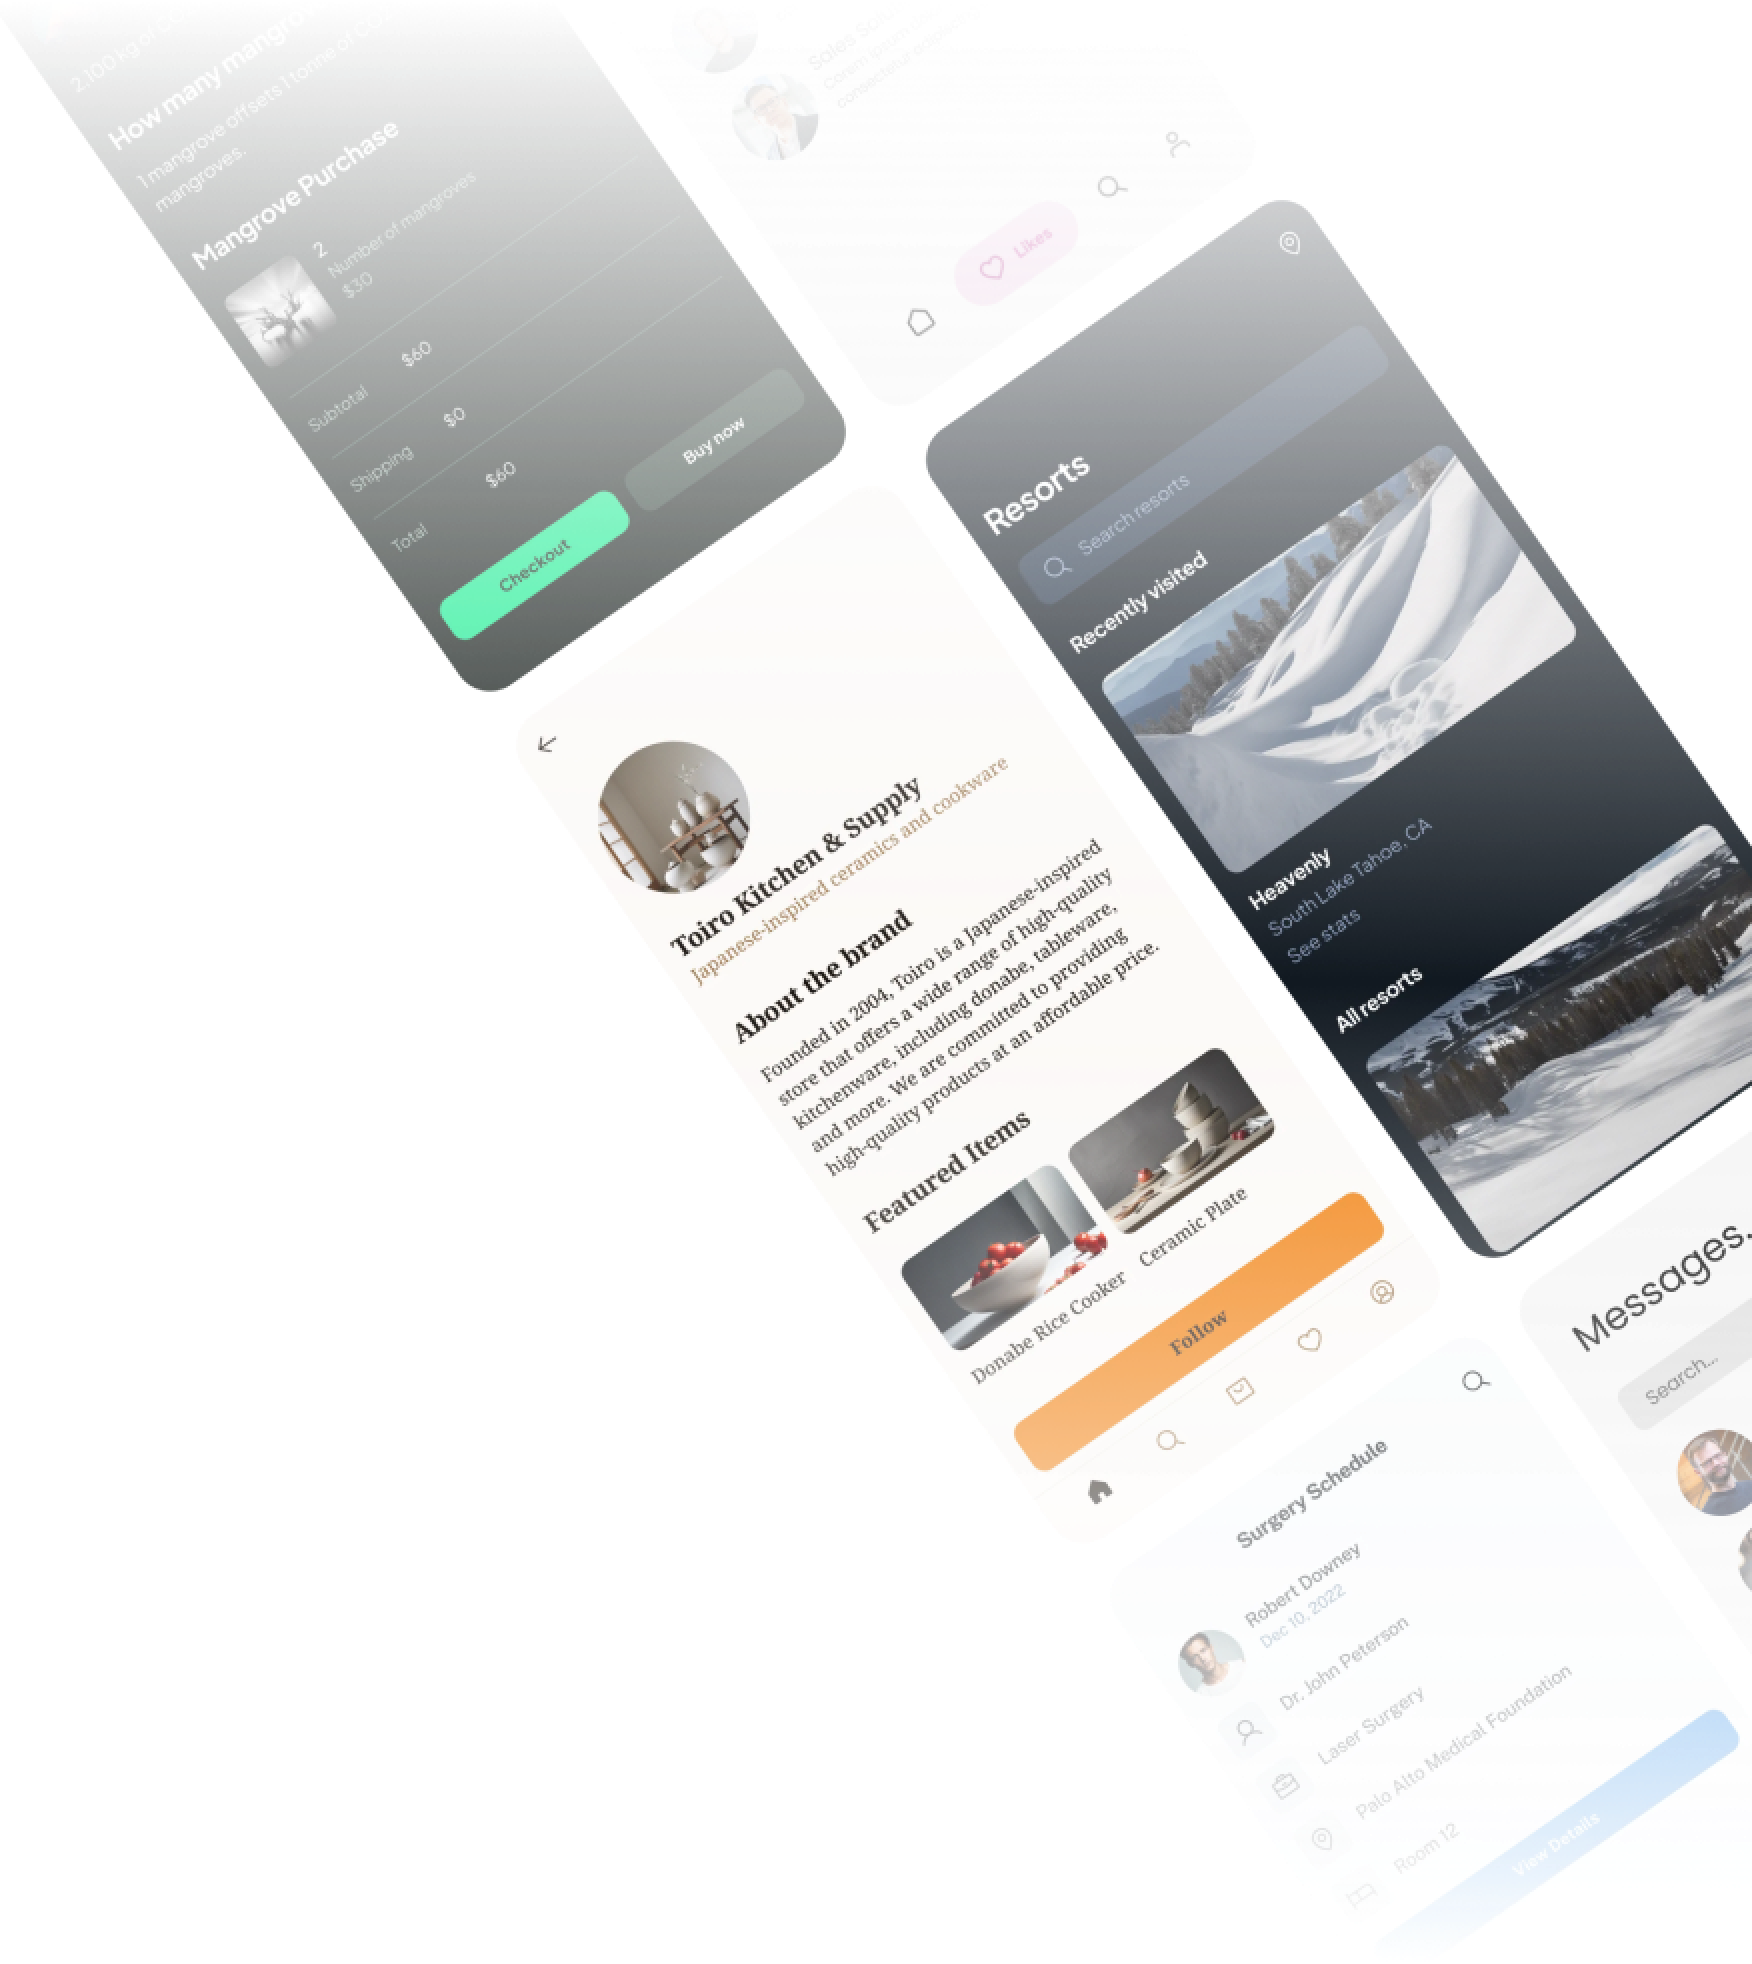 2,100 kg of
How many mangrov
1 mangrove offsets 1 tonne of CO
mangroves.
Mangrove Purchase
2
Number of mangroves
$30
Subtotal $60
Shipping $0
Total $60
Checkout
Buy now
Sales
Lorem ipsum
consectetur
Likes
Resorts
Search resorts
Recently visited
Heavenly
South Lake Tahoe, CA
See stats
All resorts
Toiro Kitchen & Supply
Japanese-inspired ceramics and cookware
About the brand
Founded in 2004, Toiro is a Japanese-inspired
store that offers a wide range of high-quality
kitchenware, including donabe, tableware,
and more. We are committed to providing
high-quality products at an affordable price.
Featured Items
Donabe Rice Cooker
Ceramic Plate
Follow
Messages.
Search...
Surgery Schedule
Robert Downey
Dec 10, 2022
Dr. John Peterson
Laser Surgery
Palo Alto Medical Foundation
Room 12
View Details